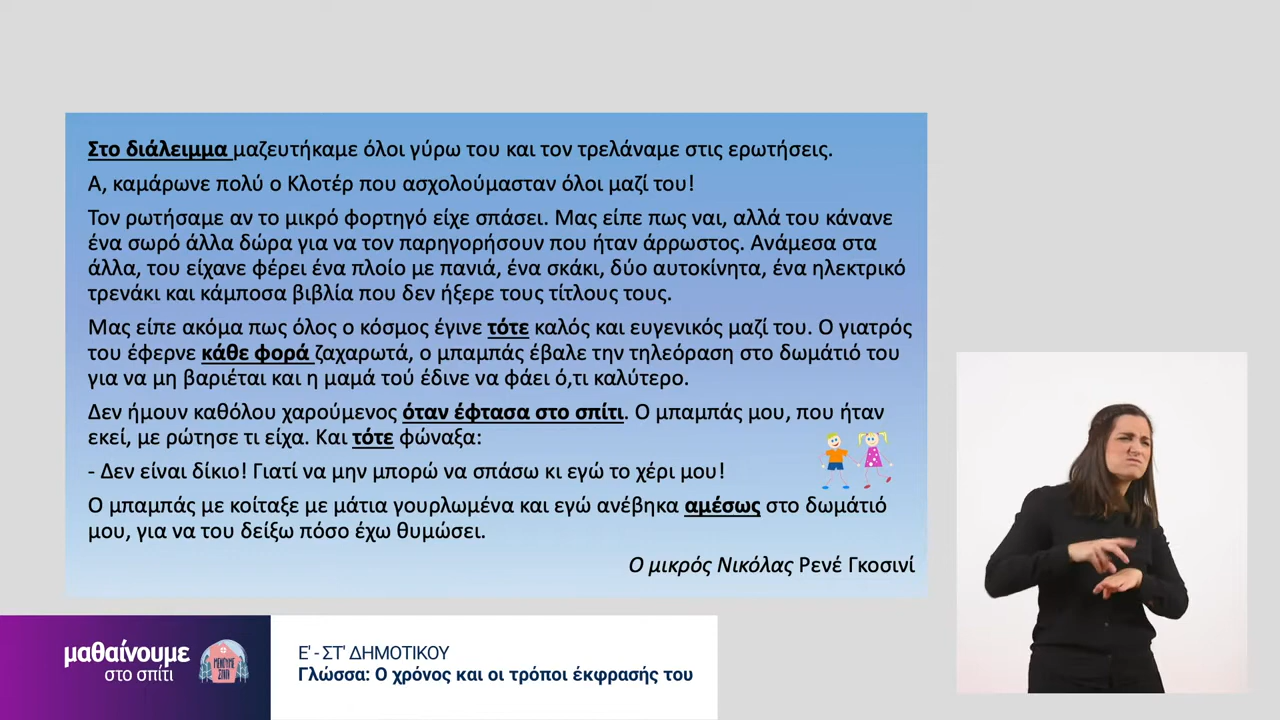 Στο διάλειμμα μαζευτήκαμε όλοι γύρω του και τον τρελάναμε στις ερωτήσεις.
Α, καμάρωνε πολύ ο Κλοτέρ που ασχολούμασταν όλοι μαζί του!
Τον ρωτήσαμε αν το μικρό φορτηγό είχε σπάσει. Μας είπε πως ναι, αλλά του κάνανε
ένα σωρό άλλα δώρα για να τον παρηγορήσουν που ήταν άρρωστος. Ανάμεσα στα
άλλα, του είχανε φέρει ένα πλοίο με πανιά, ένα σκάκι, δύο αυτοκίνητα, ένα ηλεκτρικό
τρενάκι και κάμποσα βιβλία που δεν ήξερε τους τίτλους τους.
Μας είπε ακόμα πως όλος ο κόσμος έγινε τότε καλός και ευγενικός μαζί του. Ο γιατρός
του έφερνε κάθε φορά ζαχαρωτά, ο μπαμπάς έβαλε την τηλεόραση στο δωμάτιό του
για να μη βαριέται και η μαμά τού έδινε να φάει ό,τι καλύτερο.
Δεν ήμουν καθόλου χαρούμενος όταν έφτασα στο σπίτι. Ο μπαμπάς μου, που ήταν
εκεί, με ρώτησε τι είχα. Και τότε φώναξα:
- Δεν είναι δίκιο! Γιατί να μην μπορώ να σπάσω κι εγώ το χέρι μου!
Ο μπαμπάς με κοίταξε με μάτια γουρλωμένα και εγώ ανέβηκα αμέσως στο δωμάτιό
μου, για να του δείξω πόσο έχω θυμώσει.
Ο μικρός Νικόλας Ρενέ Γκοσινί
μαθαίνουμε
στο σπίτι
ΜΕΝΟΥΜΕ
ΣΠΙΤΙ
Ε' - ΣΤ' ΔΗΜΟΤΙΚΟΥ
Γλώσσα: Ο χρόνος και οι τρόποι έκφρασής του